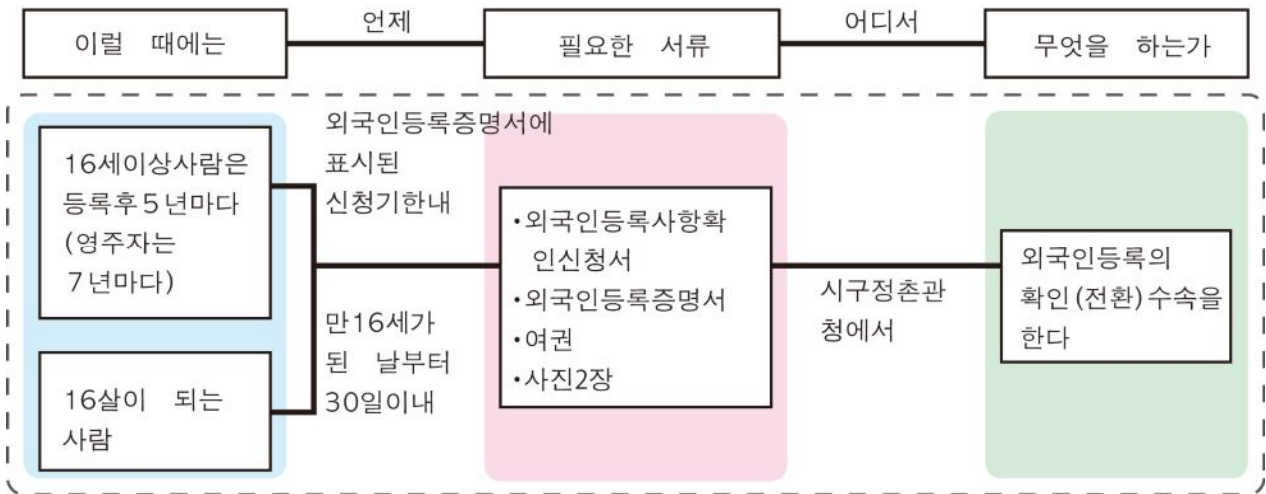 이럴 때에는
언제
필요한 서류
어디서
무엇을 하는가
16세이상사람은
등록후５년마다
(영주자는
７년마다)
외국인등록증명서에
표시된
신청기한내
16살이 되는
사람
만16세가
된 날부터
30일이내
•외국인등록사항확
인신청서
•외국인등록증명서
•여권
•사진2장
시구정촌관
청에서
외국인등록의
확인(전환)수속을
한다